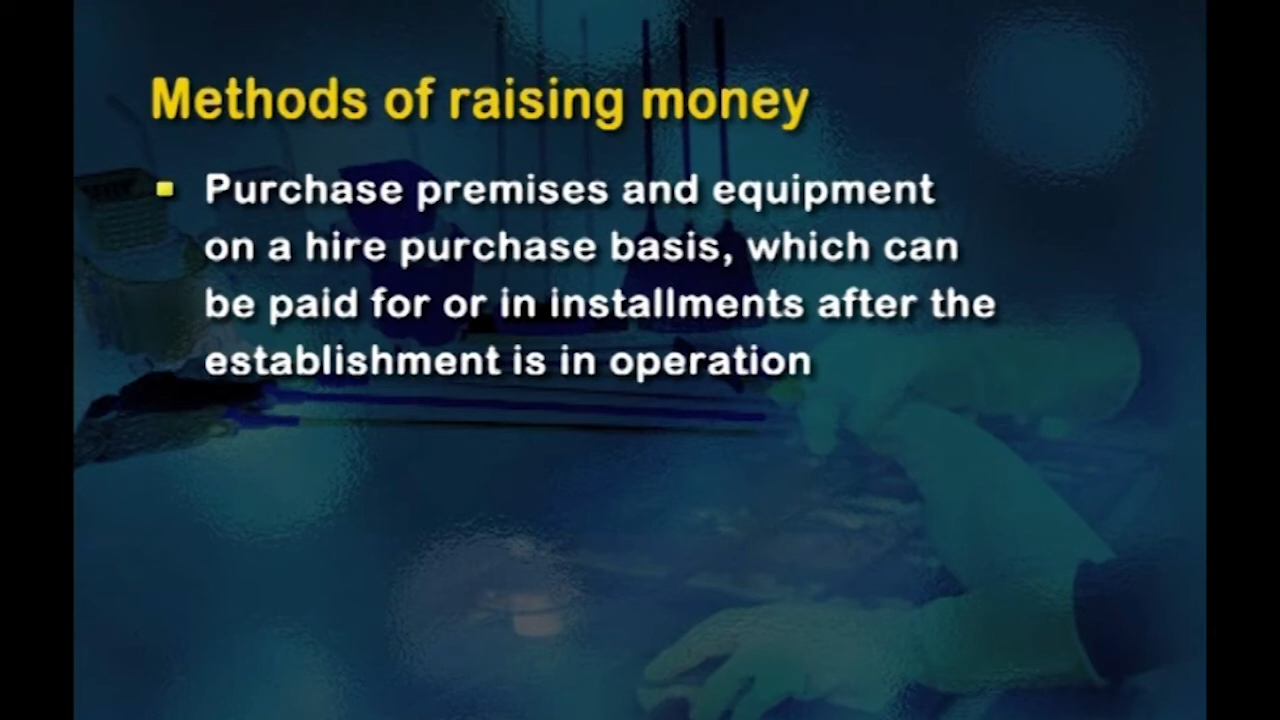 Methods of raising money
Purchase premises and equipment
on a hire purchase basis, which can
be paid for or in installments after the
establishment is in operation